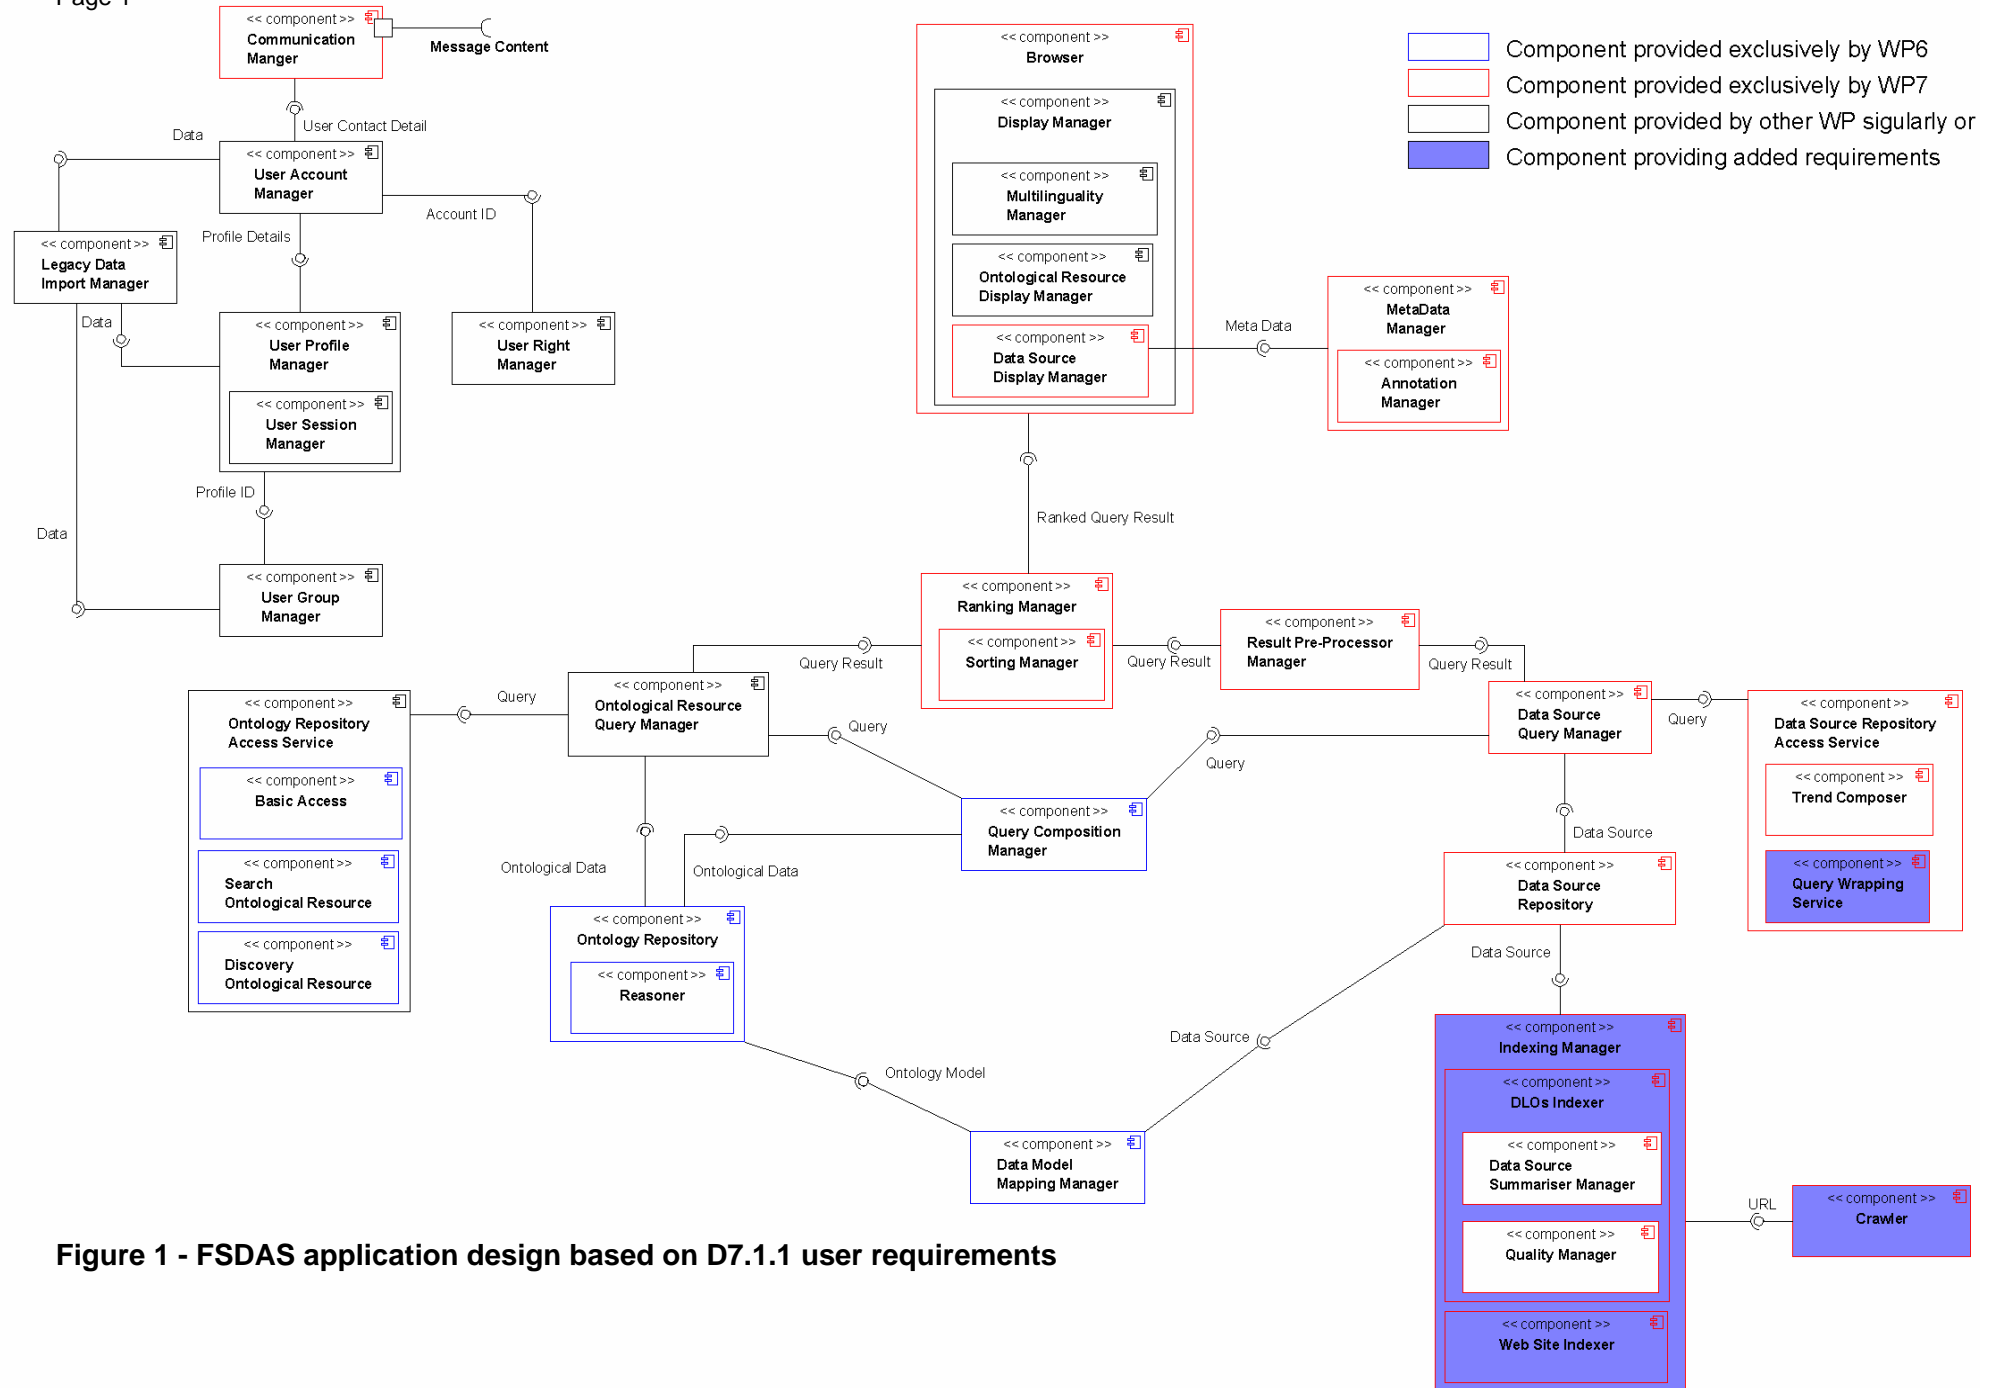 Page 1
<< component >>
Communication
Manger
Message Content
User Contact Detail
Data
<< component >>
User Account
Manager
Account ID
Profile Details
<< component >>
Legacy Data
Import Manager
Data
<< component >>
User Profile
Manager
<< component >>
User Session
Manager
<< component >>
User Right
Manager
Profile ID
Data
<< component >>
User Group
Manager
<< component >>
Browser
<< component >>
Display Manager
<< component >>
Multilinguality
Manager
<< component >>
Ontological Resource
Display Manager
<< component >>
Data Source
Display Manager
Meta Data
<< component >>
MetaData
Manager
<< component >>
Annotation
Manager
Component provided exclusively by WP6
Component provided exclusively by WP7
Component provided by other WP sigularly or
Component providing added requirements
Ranked Query Result
<< component >>
Ranking Manager
<< component >>
Sorting Manager
Query Result
Query Result
<< component >>
Result Pre-Processor
Manager
Query Result
<< component >>
Ontology Repository
Access Service
<< component >>
Basic Access
<< component >>
Search
Ontological Resource
<< component >>
Discovery
Ontological Resource
Query
<< component >>
Ontological Resource
Query Manager
Query
Query
<< component >>
Data Source
Query Manager
Query
<< component >>
Data Source Repository
Access Service
<< component >>
Trend Composer
<< component >>
Query Wrapping
Service
<< component >>
Query Composition
Manager
Ontological Data
Ontological Data
Data Source
<< component >>
Data Source
Repository
<< component >>
Ontology Repository
<< component >>
Reasoner
Data Source
Data Source
Ontology Model
<< component >>
Data Model
Mapping Manager
<< component >>
Indexing Manager
<< component >>
DLOs Indexer
<< component >>
Data Source
Summariser Manager
<< component >>
Quality Manager
<< component >>
Web Site Indexer
URL
<< component >>
Crawler
Figure 1 - FSDAS application design based on D7.1.1 user requirements